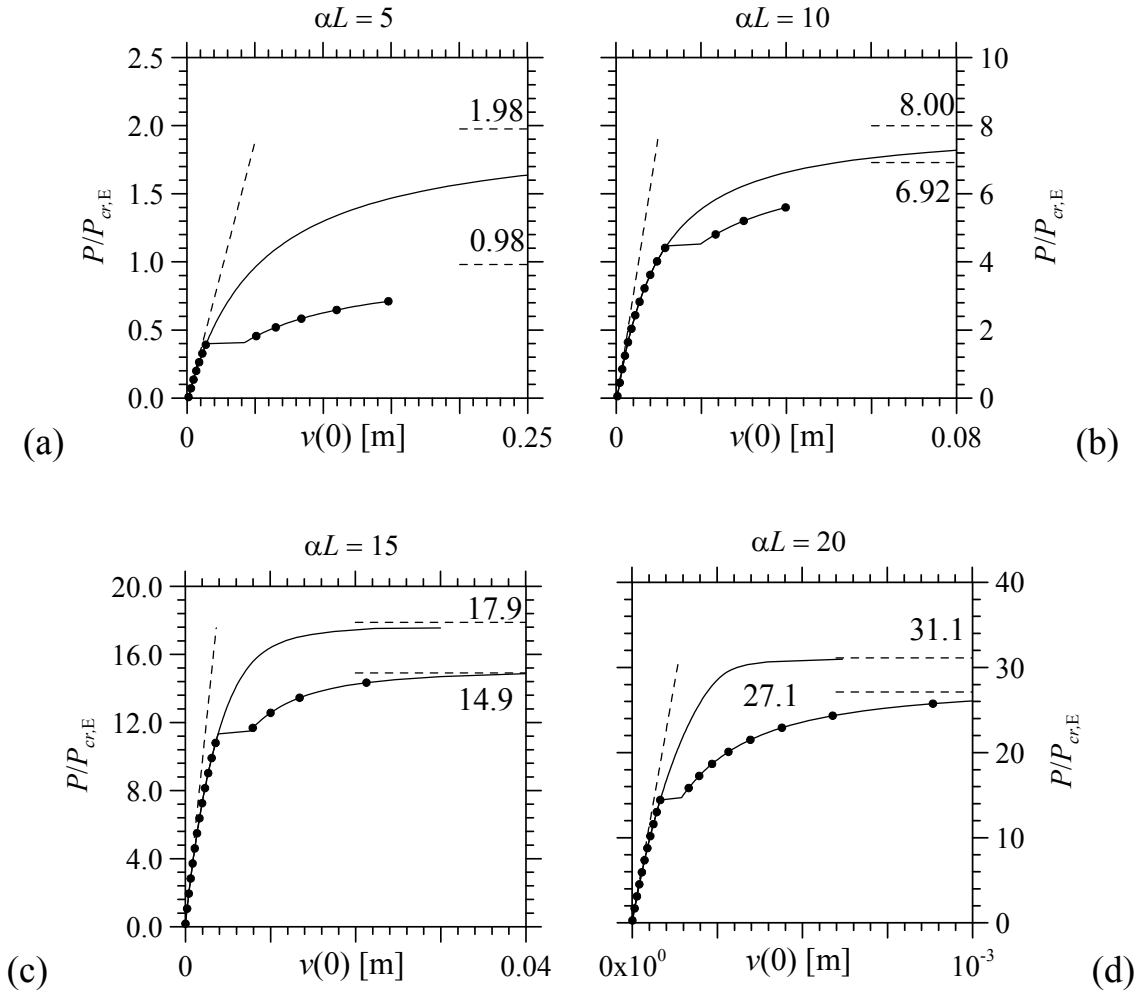 αL = 5
2.5
2.0
1.5
1.0
0.5
0.0
P/Pcr,E
1.98
0.98
0
v(0) [m]
0.25
(a)
αL = 10
10
8
6
4
2
0
P/Pcr,E
8.00
6.92
0
v(0) [m]
0.08
(b)
αL = 15
20.0
16.0
12.0
8.0
4.0
0.0
P/Pcr,E
17.9
14.9
0
v(0) [m]
0.04
(c)
αL = 20
40
30
20
10
0
P/Pcr,E
31.1
27.1
0x10⁰
v(0) [m]
10⁻³
(d)